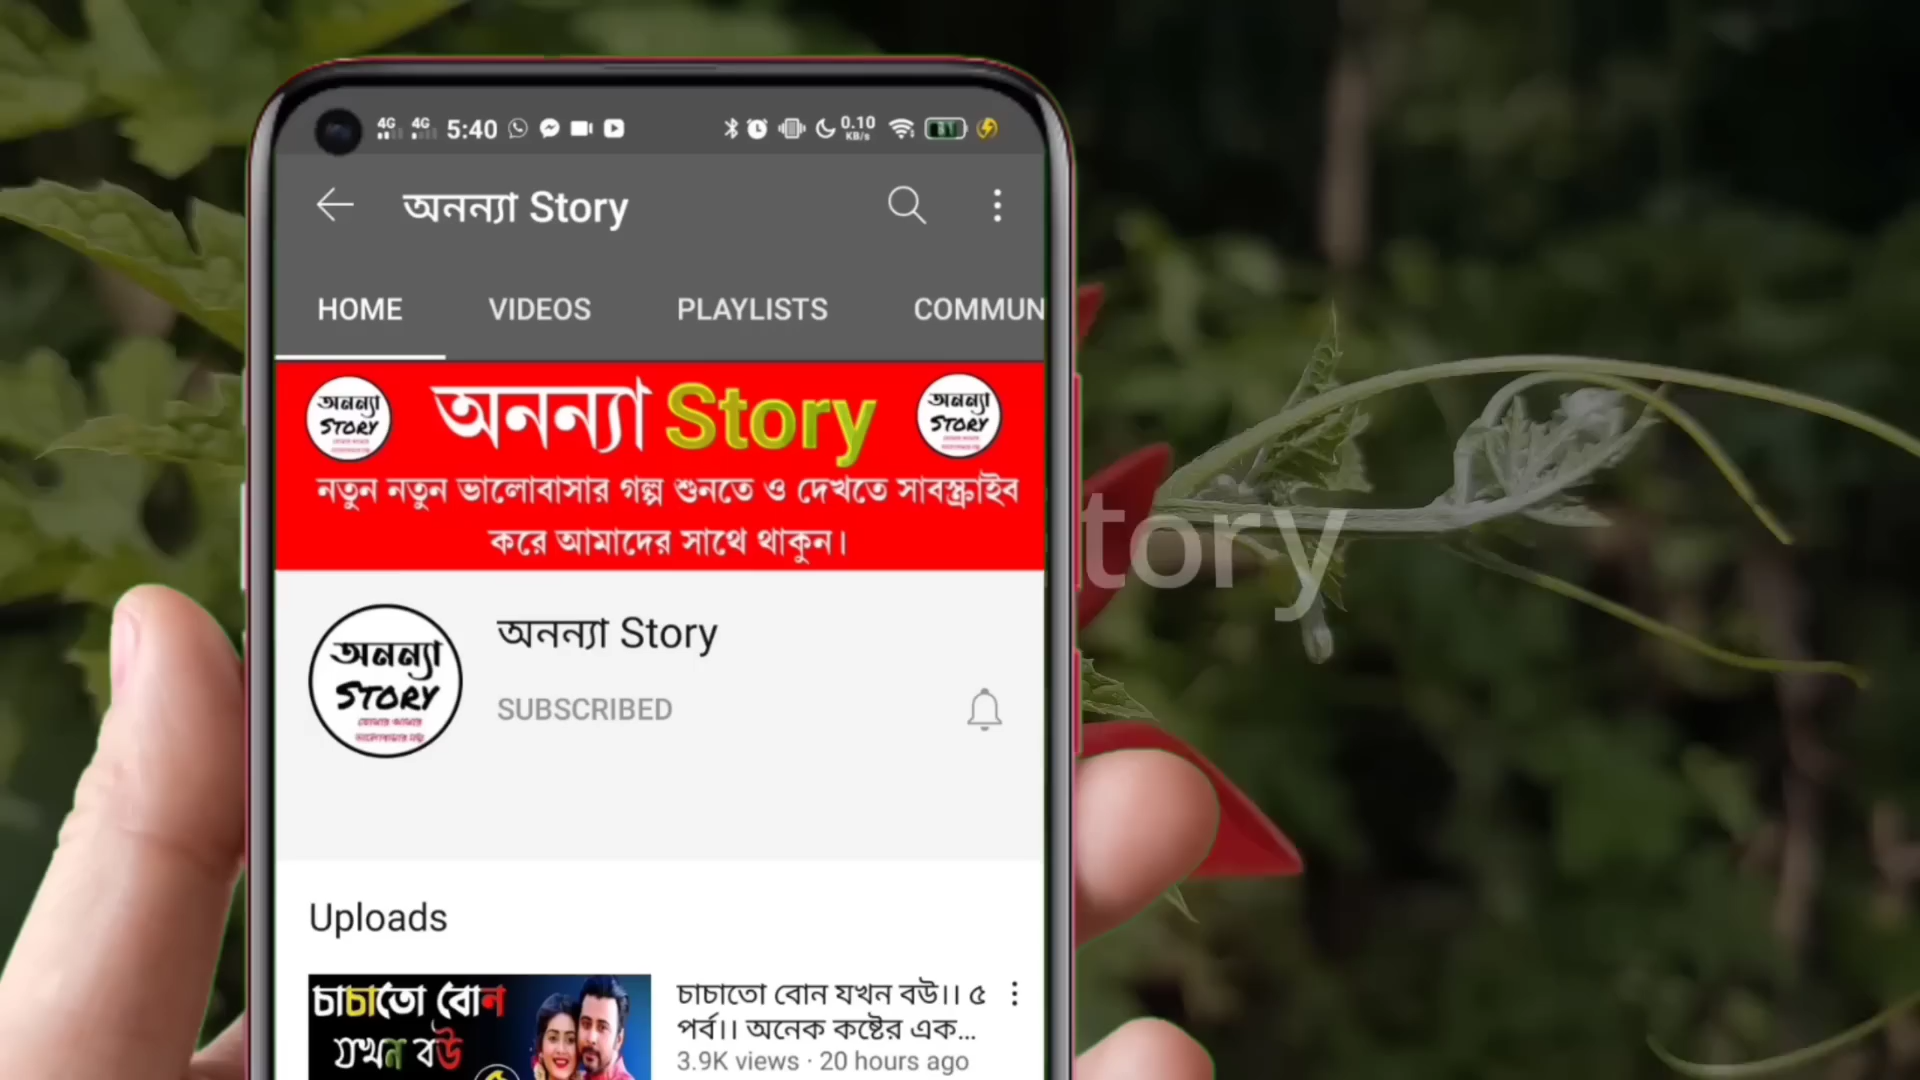 4G 4G 5:40 0.10 KB/s
অনন্যা Story
HOME VIDEOS PLAYLISTS COMMUN
অনন্যা STORY
অনন্যা Story
অনন্যা STORY
নতুন নতুন ভালোবাসার গল্প শুনতে ও দেখতে সাবস্ক্রাইব
করে আমাদের সাথে থাকুন।
tory
অনন্যা
STORY
অনন্যা Story
SUBSCRIBED
Uploads
চাচাতো বোন
যখন বউ
চাচাতো বোন যখন বউ।। ৫
পর্ব।। অনেক কষ্টের এক...
3.9K views · 20 hours ago